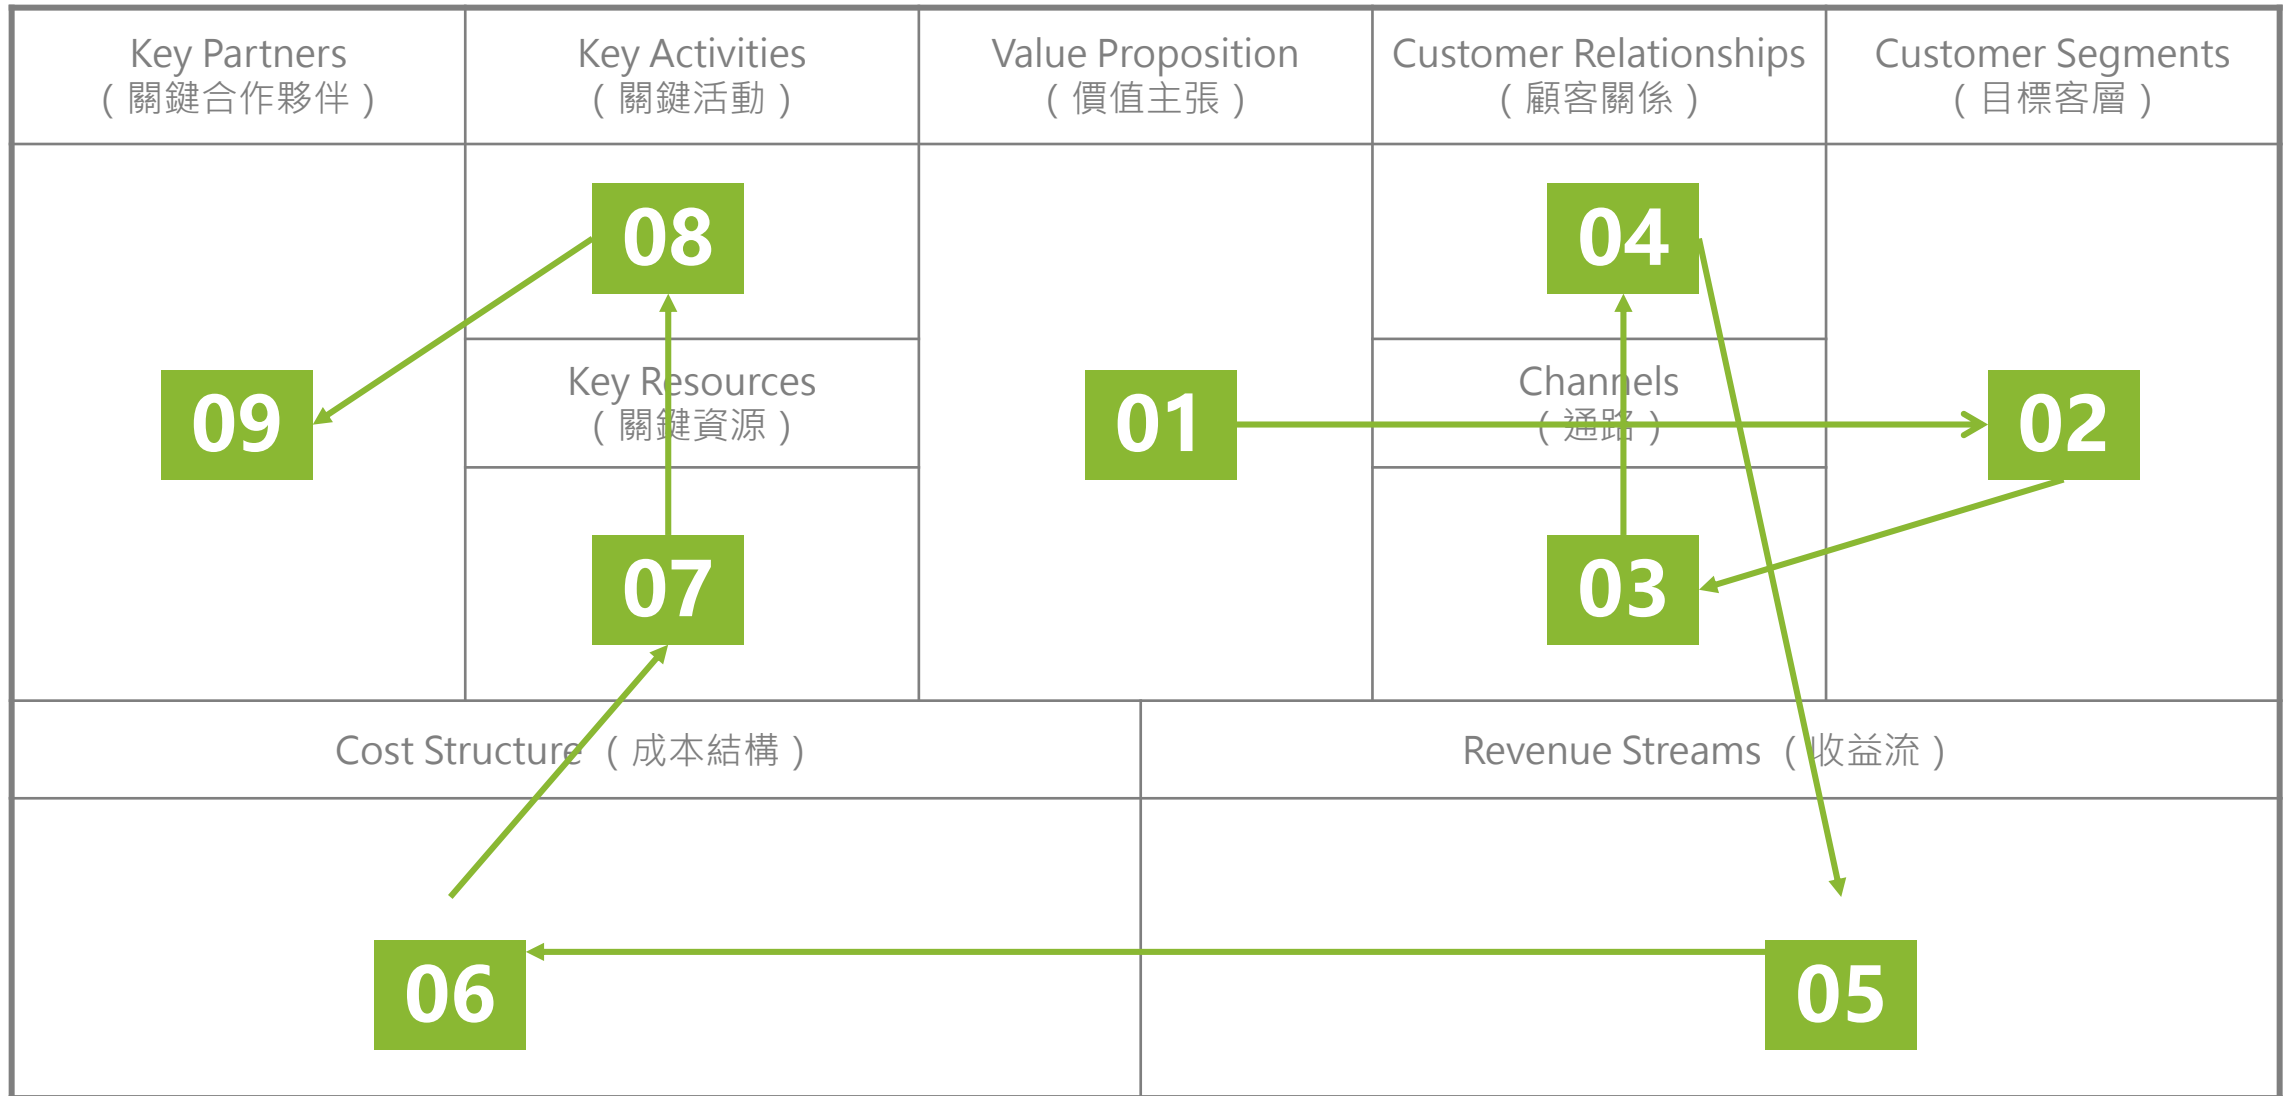 Key Partners
（關鍵合作夥伴）
Key Activities
（關鍵活動）
Value Proposition
（價值主張）
Customer Relationships
（顧客關係）
Customer Segments
（目標客層）
08
04
Key Resources
（關鍵資源）
Channels
（通路）
09
01
02
07
03
Cost Structure （成本結構）
Revenue Streams （收益流）
06
05